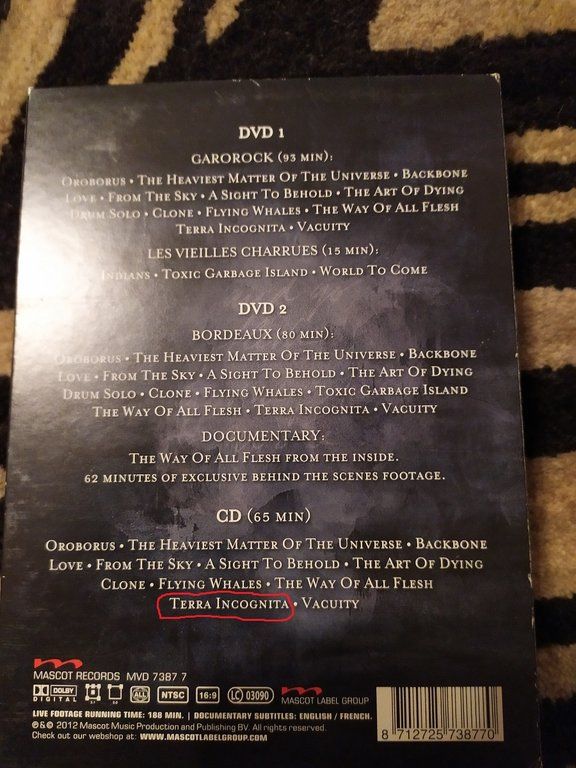 DVD 1
GAROROCK (93 MIN):
OROBORUS • THE HEAVIEST MATTER OF THE UNIVERSE • BACKBONE
LOVE • FROM THE SKY • A SIGHT TO BEHOLD • THE ART OF DYING
DRUM SOLO • CLONE • FLYING WHALES • THE WAY OF ALL FLESH
TERRA INCOGNITA • VACUITY
LES VIEILLES CHARRUES (15 MIN):
INDIANS • TOXIC GARBAGE ISLAND • WORLD TO COME
DVD 2
BORDEAUX (80 MIN):
OROBORUS • THE HEAVIEST MATTER OF THE UNIVERSE • BACKBONE
LOVE • FROM THE SKY • A SIGHT TO BEHOLD • THE ART OF DYING
DRUM SOLO • CLONE • FLYING WHALES • TOXIC GARBAGE ISLAND
THE WAY OF ALL FLESH • TERRA INCOGNITA • VACUITY
DOCUMENTARY:
THE WAY OF ALL FLESH FROM THE INSIDE.
62 MINUTES OF EXCLUSIVE BEHIND THE SCENES FOOTAGE.
CD (65 MIN)
OROBORUS • THE HEAVIEST MATTER OF THE UNIVERSE • BACKBONE
LOVE • FROM THE SKY • A SIGHT TO BEHOLD • THE ART OF DYING
CLONE • FLYING WHALES • THE WAY OF ALL FLESH
TERRA INCOGNITA • VACUITY
MASCOT RECORDS MVD 7387 7
DOLBY DIGITAL ALL NTSC 16:9 LC 03090 MASCOT LABEL GROUP
LIVE FOOTAGE RUNNING TIME: 188 MIN. | DOCUMENTARY SUBTITLES: ENGLISH / FRENCH.
℗ & © 2012 Mascot Music Production and Publishing BV. All rights reserved.
Check out our webshop at: WWW.MASCOTLABELGROUP.COM
8 712725 738770